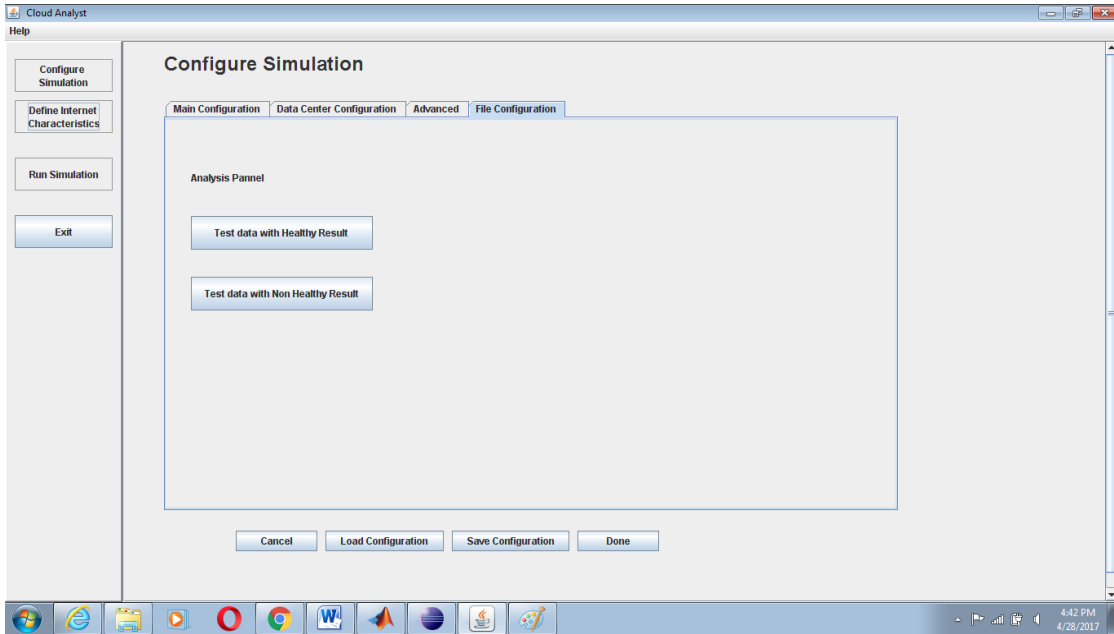 Cloud Analyst
Help
Configure
Simulation
Define Internet
Characteristics
Run Simulation
Exit
Configure Simulation
Main Configuration Data Center Configuration Advanced File Configuration
Analysis Pannel
Test data with Healthy Result
Test data with Non Healthy Result
Cancel Load Configuration Save Configuration Done
W
4:42 PM
4/28/2017